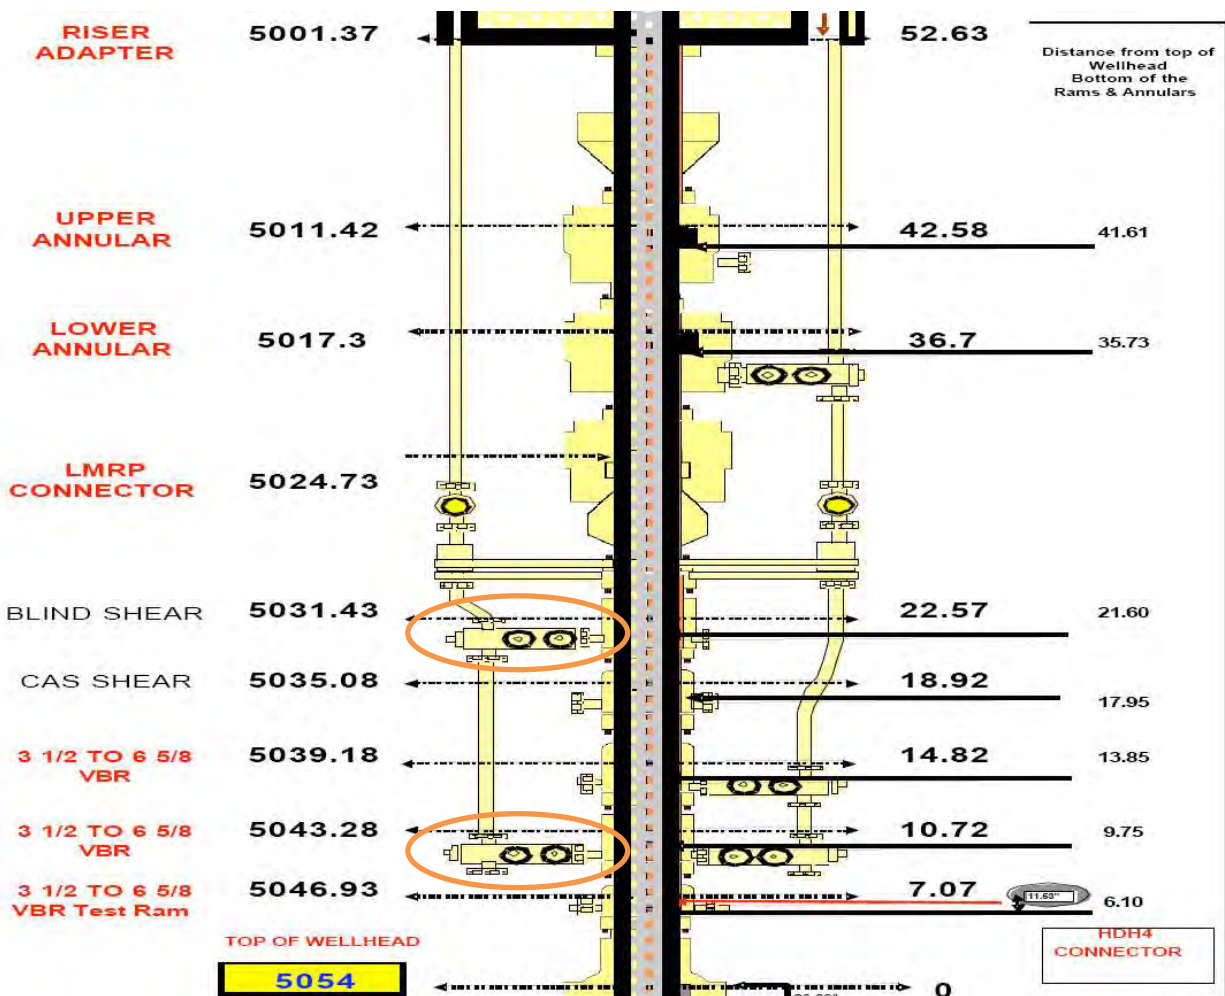 RISER
ADAPTER
5001.37
52.63
Distance from top of
Wellhead
Bottom of the
Rams & Annulars
UPPER
ANNULAR
5011.42
42.58
41.61
LOWER
ANNULAR
5017.3
36.7
35.73
LMRP
CONNECTOR
5024.73
BLIND SHEAR
5031.43
22.57
21.60
CAS SHEAR
5035.08
18.92
17.95
3 1/2 TO 6 5/8
VBR
5039.18
14.82
13.85
3 1/2 TO 6 5/8
VBR
5043.28
10.72
9.75
3 1/2 TO 6 5/8
VBR Test Ram
5046.93
7.07
11.63"
6.10
TOP OF WELLHEAD
HDH4
CONNECTOR
5054
0